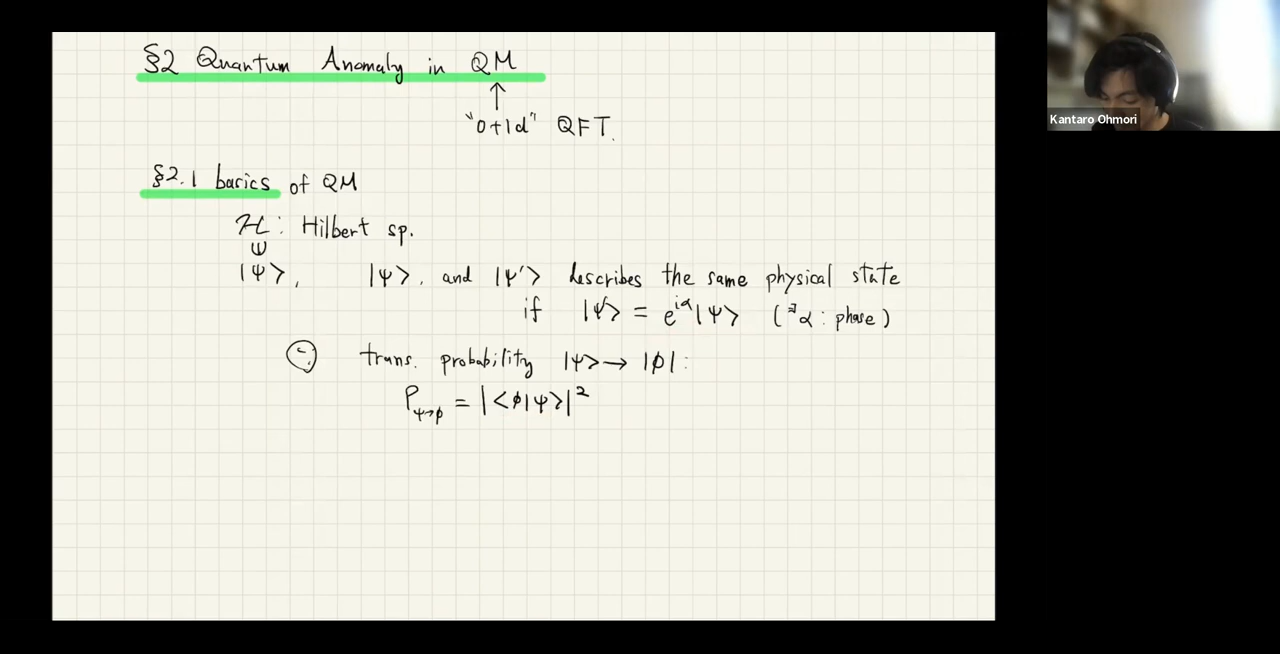 §2 Quantum Anomaly in QM
↑
"0+1d" QFT.
§2.1 basics of QM
ℋ : Hilbert sp.
∪
|ψ>, |ψ>, and |ψ'> describes the same physical state
if |ψ'> = e^{iα}|ψ> (∃α : phase)
∵ trans. probability |ψ> → |φ| :
P_{ψ→φ} = |<φ|ψ>|²
Kantaro Ohmori